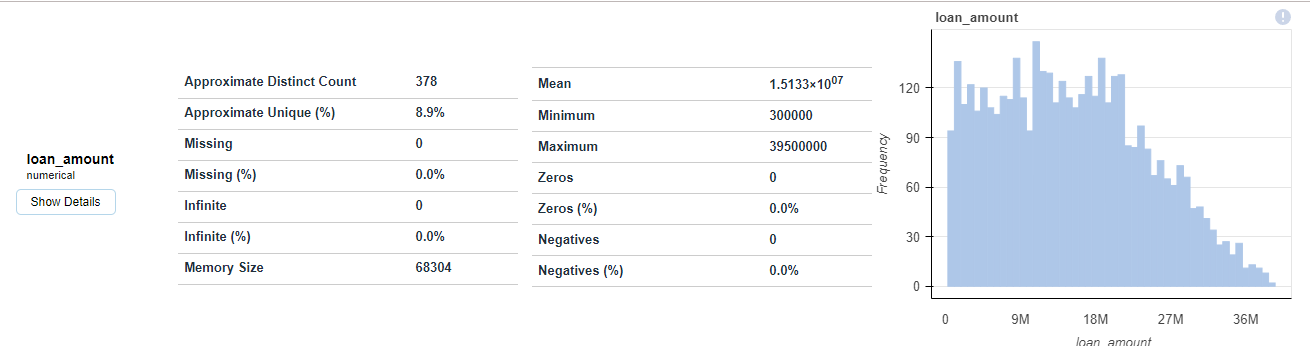 loan_amount
numerical
Show Details
Approximate Distinct Count 378
Approximate Unique (%) 8.9%
Missing 0
Missing (%) 0.0%
Infinite 0
Infinite (%) 0.0%
Memory Size 68304
Mean 1.5133×10⁰⁷
Minimum 300000
Maximum 39500000
Zeros 0
Zeros (%) 0.0%
Negatives 0
Negatives (%) 0.0%
loan_amount
!
Frequency
120
90
60
30
0
0 9M 18M 27M 36M
loan_amount